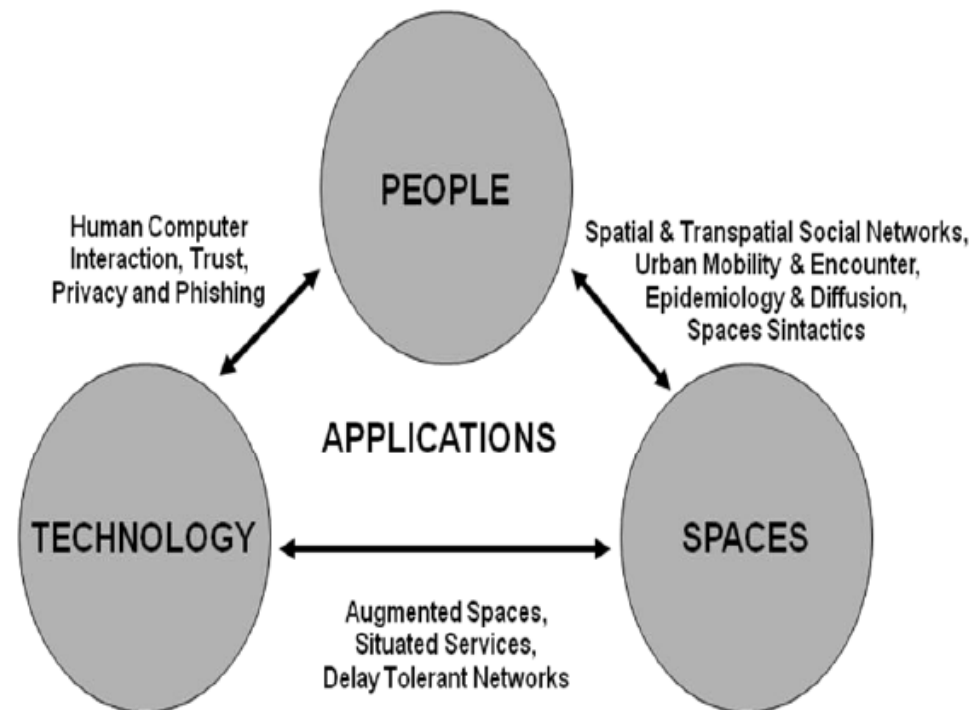 PEOPLE
Human Computer
Interaction, Trust,
Privacy and Phishing
Spatial & Transpatial Social Networks,
Urban Mobility & Encounter,
Epidemiology & Diffusion,
Spaces Sintactics
APPLICATIONS
TECHNOLOGY
SPACES
Augmented Spaces,
Situated Services,
Delay Tolerant Networks